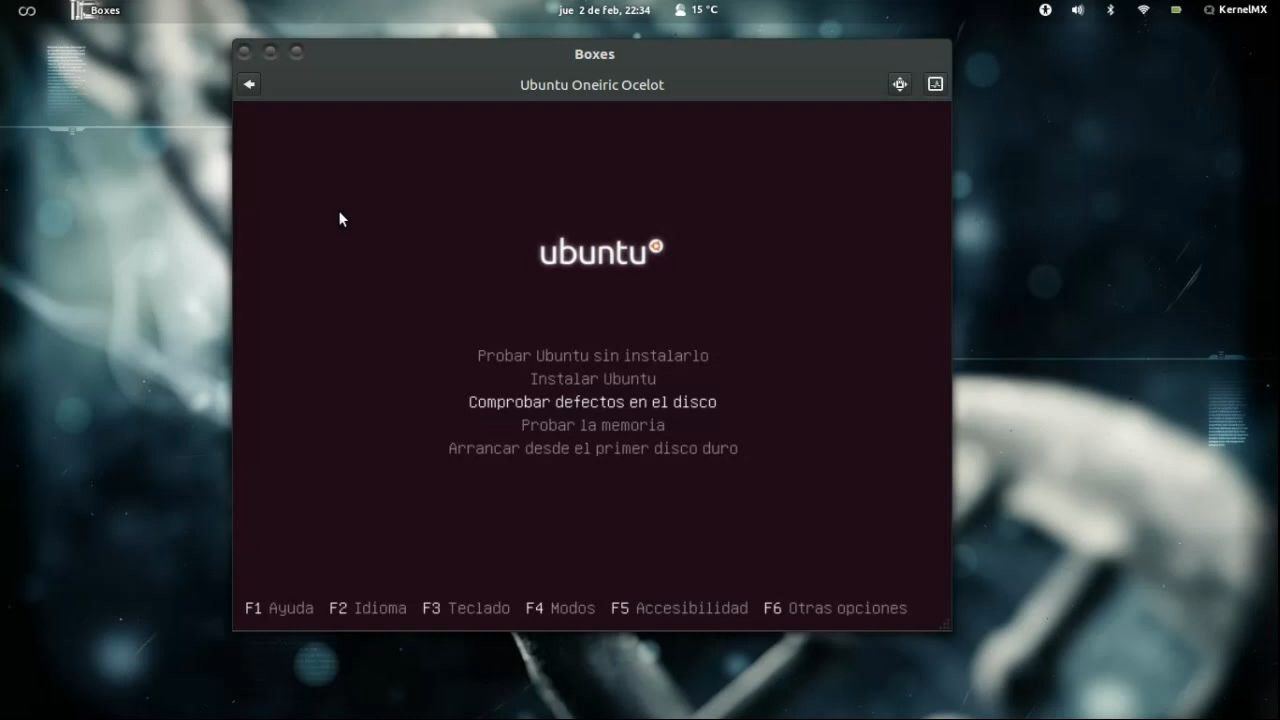 Boxes
jue 2 de feb, 22:34
15 °C
KernelMX
Boxes
Ubuntu Oneiric Ocelot
ubuntu
Probar Ubuntu sin instalarlo
Instalar Ubuntu
Comprobar defectos en el disco
Probar la memoria
Arrancar desde el primer disco duro
F1 Ayuda F2 Idioma F3 Teclado F4 Modos F5 Accesibilidad F6 Otras opciones